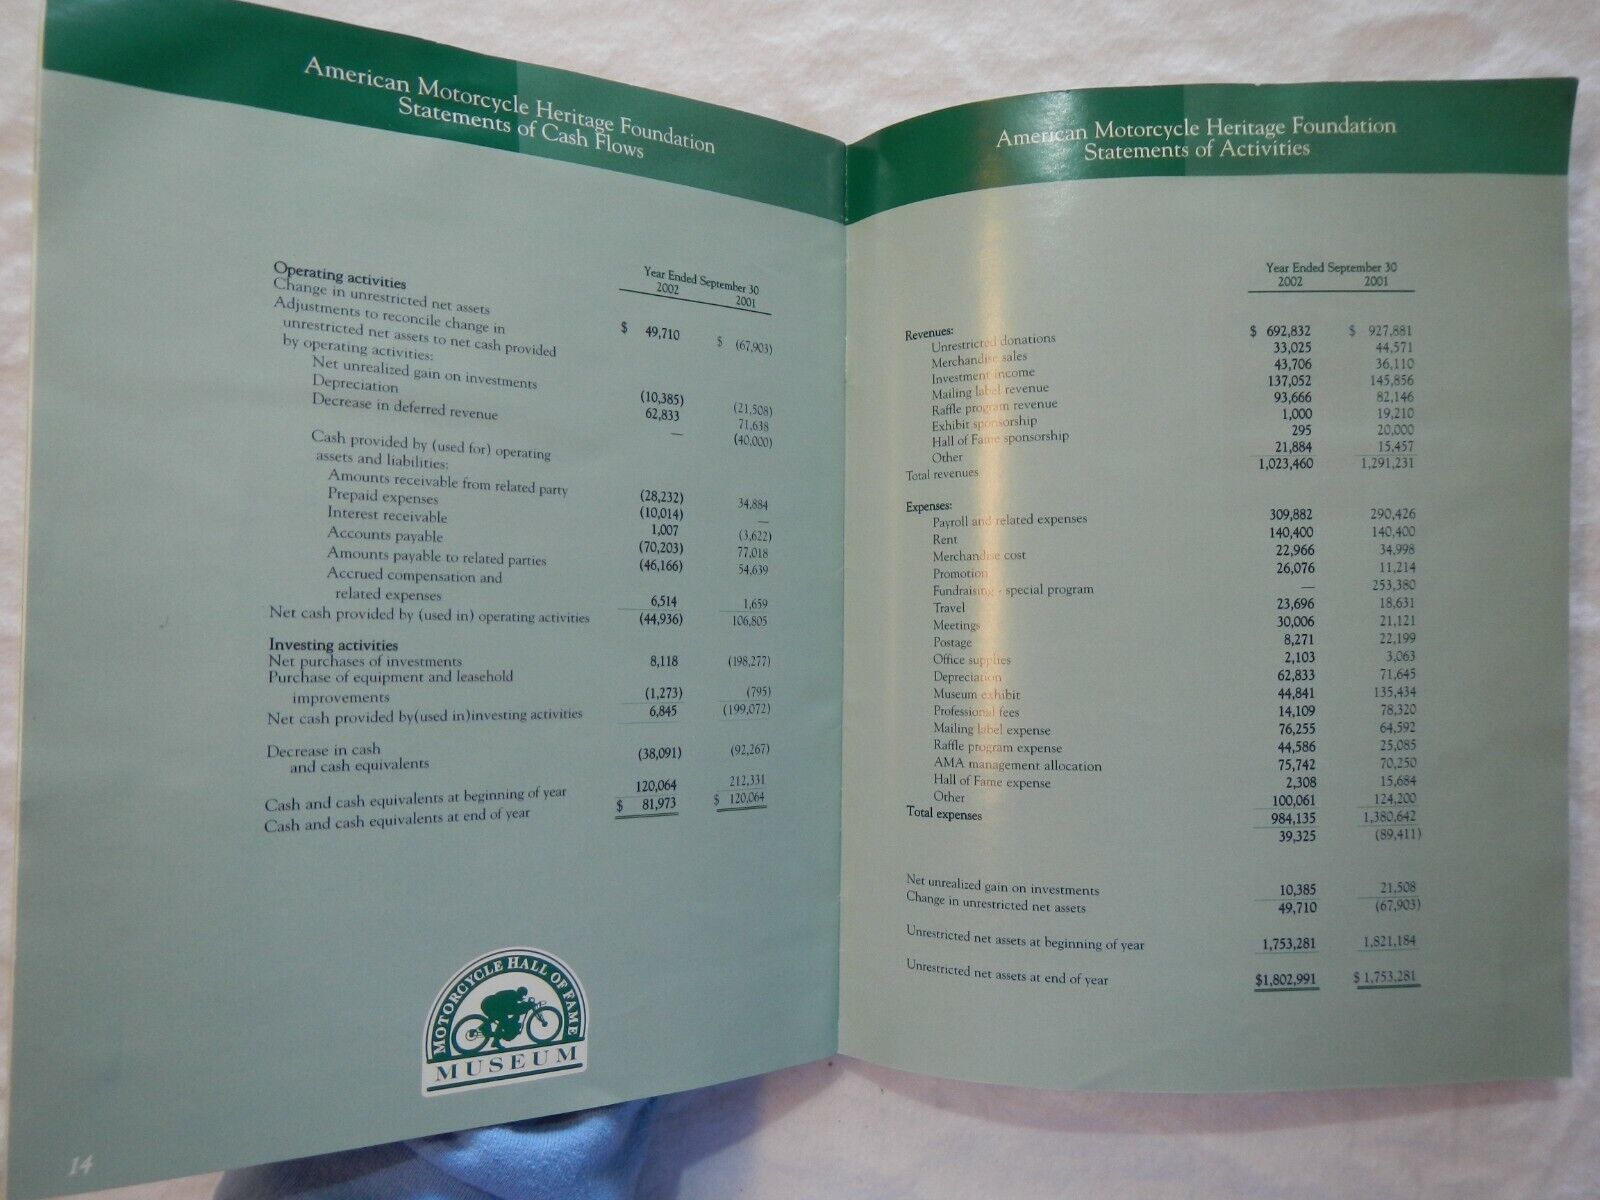 American Motorcycle Heritage Foundation
Statements of Cash Flows
Year Ended September 30
2002 2001
Operating activities
Change in unrestricted net assets $ 49,710 $ (67,903)
Adjustments to reconcile change in
unrestricted net assets to net cash provided
by operating activities:
Net unrealized gain on investments (10,385) (21,508)
Depreciation 62,833 71,638
Decrease in deferred revenue — (40,000)
Cash provided by (used for) operating
assets and liabilities:
Amounts receivable from related party (28,232) 34,884
Prepaid expenses (10,014) —
Interest receivable 1,007 (3,622)
Accounts payable (70,203) 77,018
Amounts payable to related parties (46,166) 54,639
Accrued compensation and
related expenses 6,514 1,659
Net cash provided by (used in) operating activities (44,936) 106,805
Investing activities
Net purchases of investments 8,118 (198,277)
Purchase of equipment and leasehold
improvements (1,273) (795)
Net cash provided by(used in)investing activities 6,845 (199,072)
Decrease in cash
and cash equivalents (38,091) (92,267)
Cash and cash equivalents at beginning of year 120,064 212,331
Cash and cash equivalents at end of year $ 81,973 $ 120,064
MOTORCYCLE HALL OF FAME
MUSEUM
14
American Motorcycle Heritage Foundation
Statements of Activities
Year Ended September 30
2002 2001
Revenues:
Unrestricted donations $ 692,832 $ 927,881
Merchandise sales 33,025 44,571
Investment income 43,706 36,110
Mailing label revenue 137,052 145,856
Raffle program revenue 93,666 82,146
Exhibit sponsorship 1,000 19,210
Hall of Fame sponsorship 295 20,000
Other 21,884 15,457
Total revenues 1,023,460 1,291,231
Expenses:
Payroll and related expenses 309,882 290,426
Rent 140,400 140,400
Merchandise cost 22,966 34,998
Promotion 26,076 11,214
Fundraising - special program — 253,380
Travel 23,696 18,631
Meetings 30,006 21,121
Postage 8,271 22,199
Office supplies 2,103 3,063
Depreciation 62,833 71,645
Museum exhibit 44,841 135,434
Professional fees 14,109 78,320
Mailing label expense 76,255 64,592
Raffle program expense 44,586 25,085
AMA management allocation 75,742 70,250
Hall of Fame expense 2,308 15,684
Other 100,061 124,200
Total expenses 984,135 1,380,642
39,325 (89,411)
Net unrealized gain on investments 10,385 21,508
Change in unrestricted net assets 49,710 (67,903)
Unrestricted net assets at beginning of year 1,753,281 1,821,184
Unrestricted net assets at end of year $1,802,991 $ 1,753,281